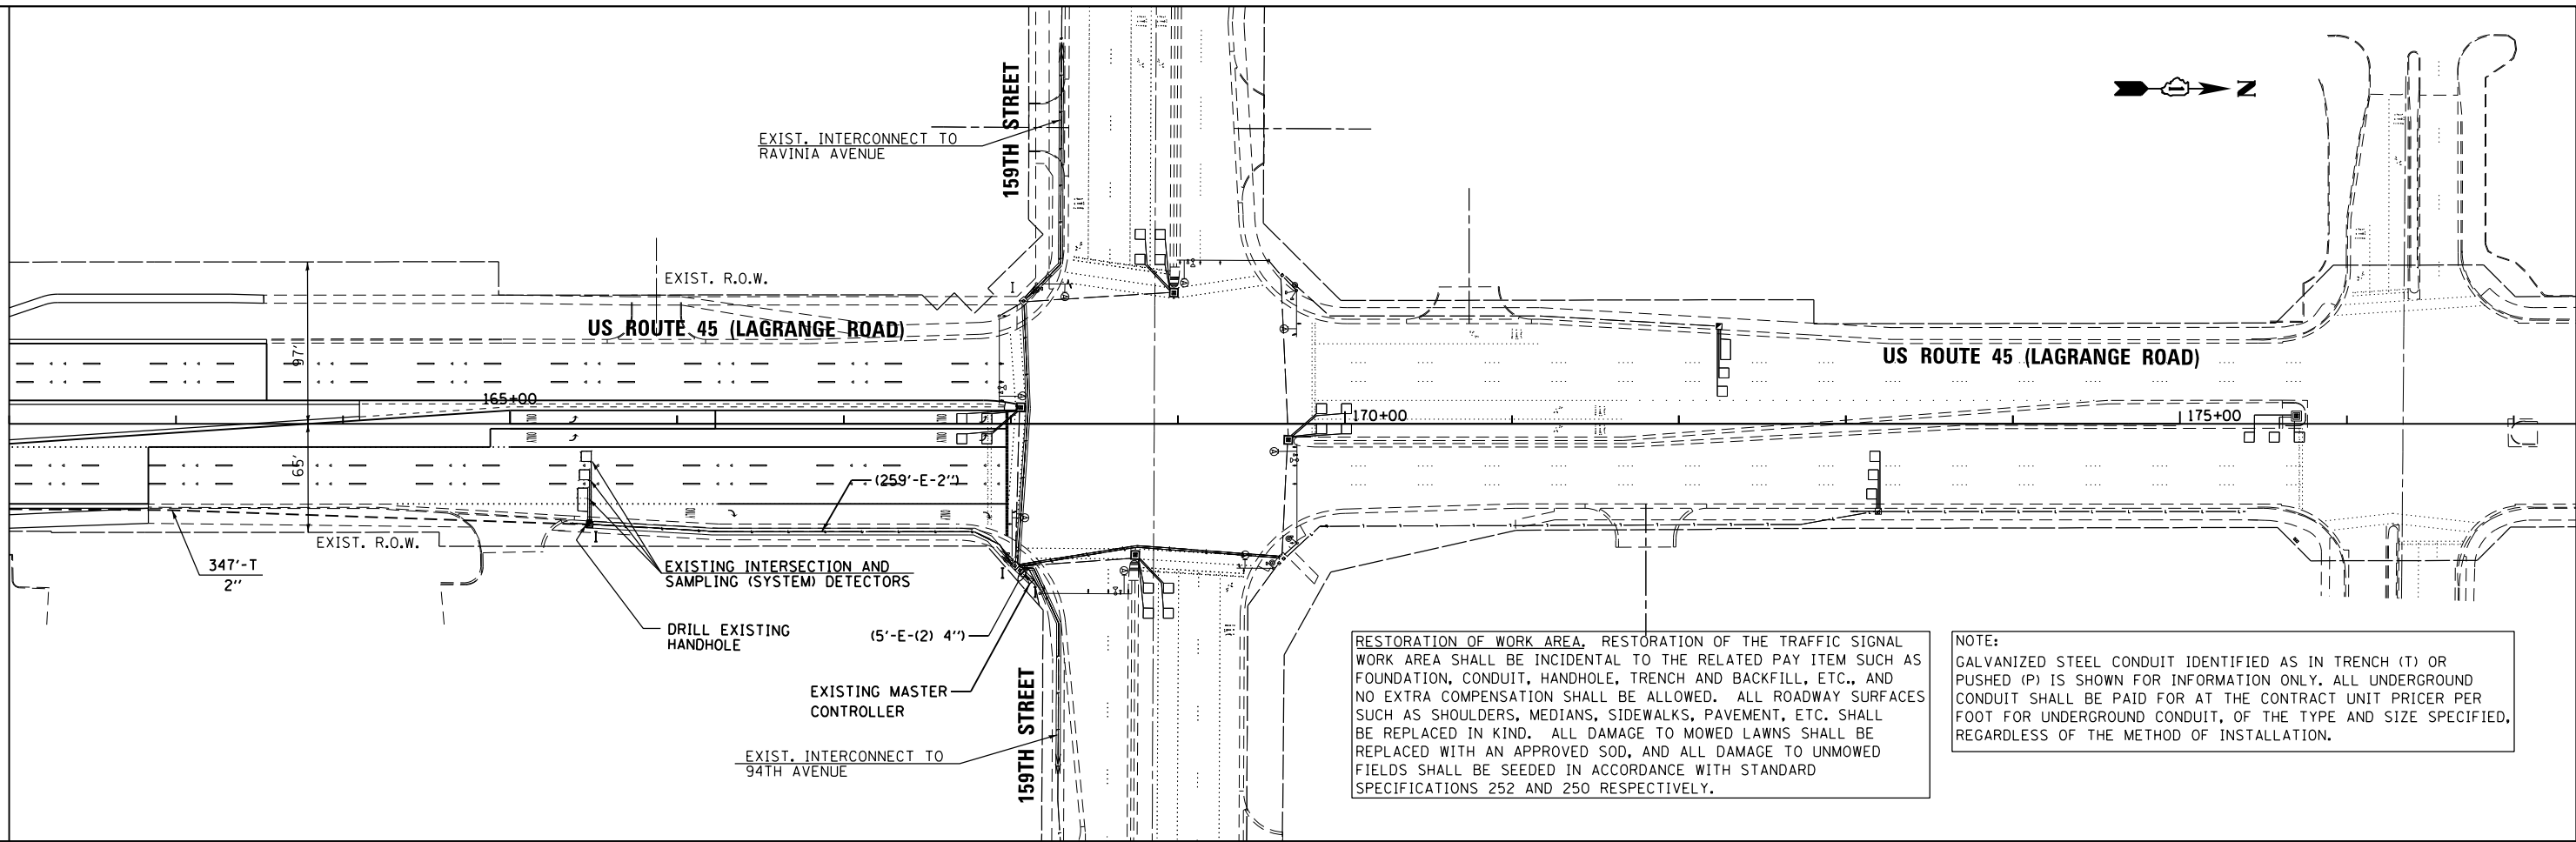 159TH STREET
N
EXIST. INTERCONNECT TO
RAVINIA AVENUE
EXIST. R.O.W.
I
US ROUTE 45 (LAGRANGE ROAD)
US ROUTE 45 (LAGRANGE ROAD)
97'
165+00
170+00
175+00
ONLY
ONLY
ONLY
ONLY
65'
(259'-E-2")
ONLY
ONLY
EXIST. R.O.W.
I
347'-T
2"
I
EXISTING INTERSECTION AND
SAMPLING (SYSTEM) DETECTORS
DRILL EXISTING
HANDHOLE
(5'-E-(2) 4")
EXISTING MASTER
CONTROLLER
159TH STREET
EXIST. INTERCONNECT TO
94TH AVENUE
RESTORATION OF WORK AREA. RESTORATION OF THE TRAFFIC SIGNAL
WORK AREA SHALL BE INCIDENTAL TO THE RELATED PAY ITEM SUCH AS
FOUNDATION, CONDUIT, HANDHOLE, TRENCH AND BACKFILL, ETC., AND
NO EXTRA COMPENSATION SHALL BE ALLOWED. ALL ROADWAY SURFACES
SUCH AS SHOULDERS, MEDIANS, SIDEWALKS, PAVEMENT, ETC. SHALL
BE REPLACED IN KIND. ALL DAMAGE TO MOWED LAWNS SHALL BE
REPLACED WITH AN APPROVED SOD, AND ALL DAMAGE TO UNMOWED
FIELDS SHALL BE SEEDED IN ACCORDANCE WITH STANDARD
SPECIFICATIONS 252 AND 250 RESPECTIVELY.
NOTE:
GALVANIZED STEEL CONDUIT IDENTIFIED AS IN TRENCH (T) OR
PUSHED (P) IS SHOWN FOR INFORMATION ONLY. ALL UNDERGROUND
CONDUIT SHALL BE PAID FOR AT THE CONTRACT UNIT PRICER PER
FOOT FOR UNDERGROUND CONDUIT, OF THE TYPE AND SIZE SPECIFIED,
REGARDLESS OF THE METHOD OF INSTALLATION.